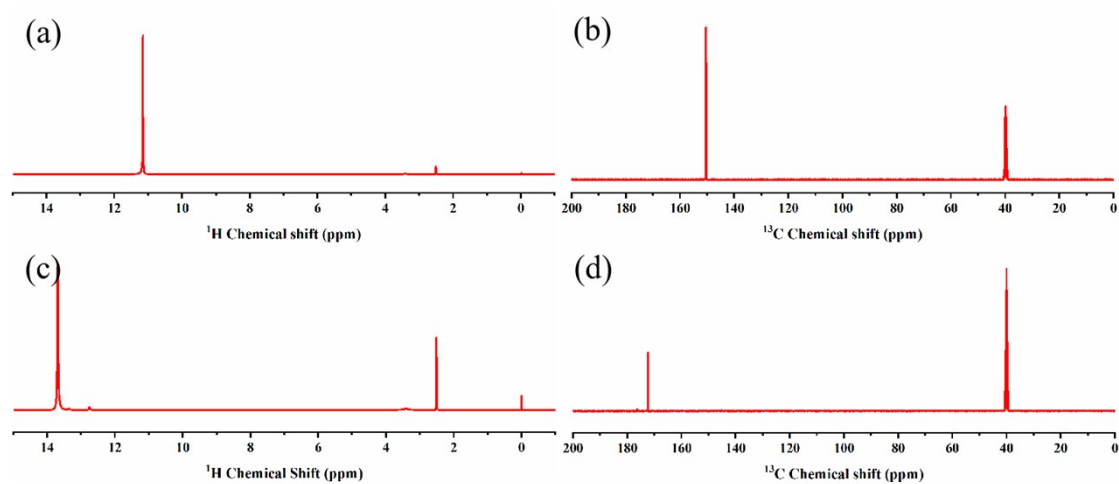 (a)
14 12 10 8 6 4 2 0
¹H Chemical shift (ppm)
(b)
200 180 160 140 120 100 80 60 40 20 0
¹³C Chemical shift (ppm)
(c)
14 12 10 8 6 4 2 0
¹H Chemical Shift (ppm)
(d)
200 180 160 140 120 100 80 60 40 20 0
¹³C Chemical shift (ppm)